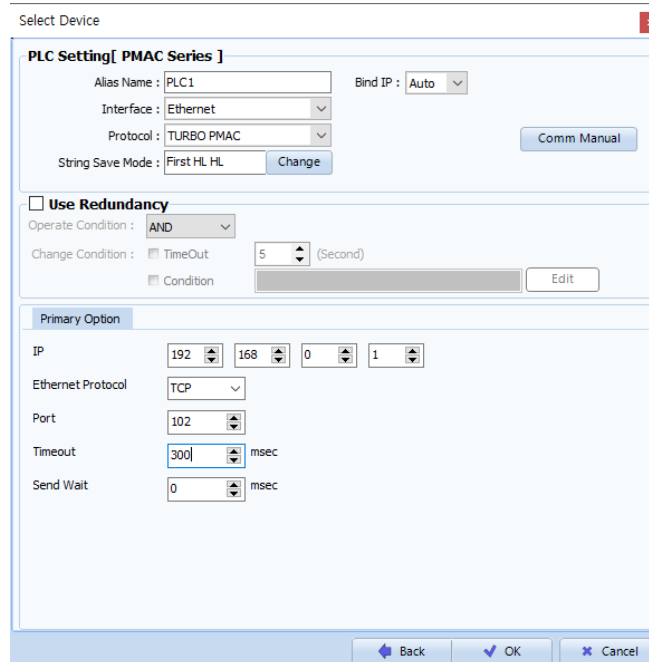 Select Device
PLC Setting[ PMAC Series ]
Alias Name : PLC1 Bind IP : Auto
Interface : Ethernet
Protocol : TURBO PMAC Comm Manual
String Save Mode : First HL HL Change
Use Redundancy
Operate Condition : AND
Change Condition : TimeOut 5 (Second)
Condition Edit
Primary Option
IP 192 168 0 1
Ethernet Protocol TCP
Port 102
Timeout 300 msec
Send Wait 0 msec
Back OK Cancel